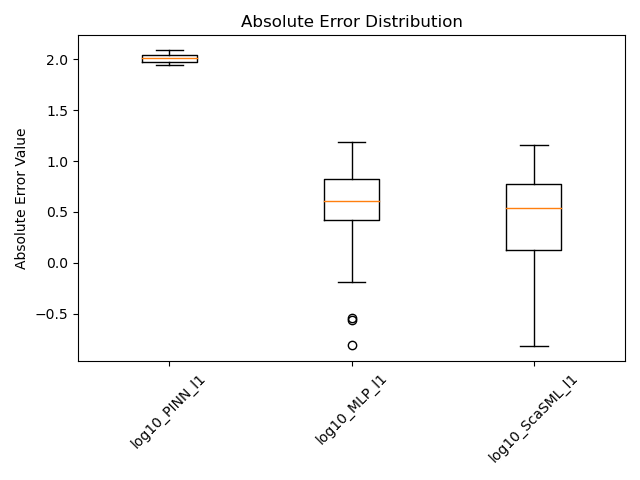 Absolute Error Distribution
Absolute Error Value
2.0
1.5
1.0
0.5
0.0
−0.5
log10_PINN_l1
log10_MLP_l1
log10_ScaSML_l1